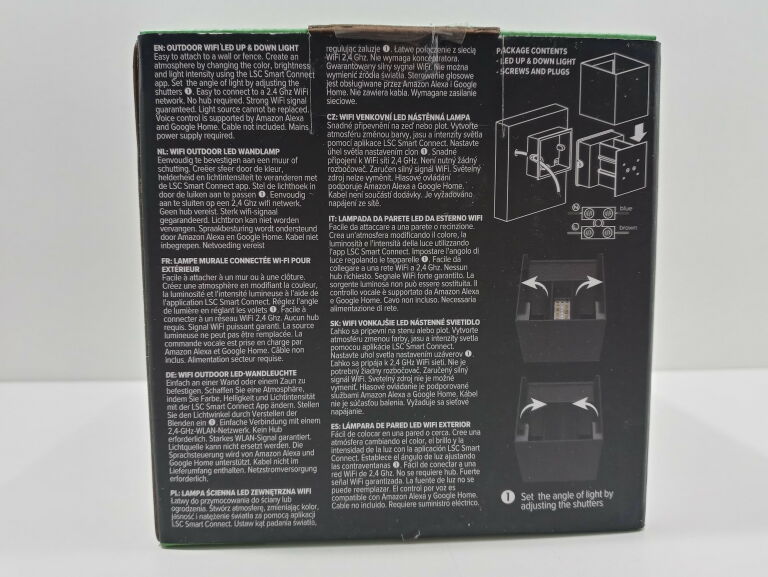 EN: OUTDOOR WIFI LED UP & DOWN LIGHT
Easy to attach to a wall or fence. Create an
atmosphere by changing the color, brightness
and light intensity using the LSC Smart Connect
app. Set the angle of light by adjusting the
shutters ❶. Easy to connect to a 2,4 GHz WiFi
network. No hub required. Strong WiFi signal
guaranteed. Light source cannot be replaced.
Voice control is supported by Amazon Alexa
and Google Home. Cable not included. Mains
power supply required.
NL: WIFI OUTDOOR LED WANDLAMP
Eenvoudig te bevestigen aan een muur of
schutting. Creëer sfeer door de kleur,
helderheid en lichtintensiteit te veranderen met
de LSC Smart Connect app. Stel de lichthoek in
door de luiken aan te passen ❶. Eenvoudig
aan te sluiten op een 2,4 Ghz wifi netwerk.
Geen hub vereist. Sterk wifi-signaal
gegarandeerd. Lichtbron kan niet worden
vervangen. Spraakbesturing wordt ondersteund
door Amazon Alexa en Google Home. Kabel niet
inbegrepen. Netvoeding vereist
FR: LAMPE MURALE CONNECTÉE WI-FI POUR
EXTÉRIEUR
Facile à attacher à un mur ou à une clôture.
Créez une atmosphère en modifiant la couleur,
la luminosité et l'intensité lumineuse à l'aide de
l'application LSC Smart Connect. Réglez l'angle
de lumière en réglant les volets ❶. Facile à
connecter à un réseau WiFi 2,4 Ghz. Aucun hub
requis. Signal WiFi puissant garanti. La source
lumineuse ne peut pas être remplacée. La
commande vocale est prise en charge par
Amazon Alexa et Google Home. Câble non
inclus. Alimentation secteur requise.
DE: WIFI OUTDOOR LED-WANDLEUCHTE
Einfach an einer Wand oder einem Zaun zu
befestigen. Schaffen Sie eine Atmosphäre,
indem Sie Farbe, Helligkeit und Lichtintensität
mit der LSC Smart Connect App ändern. Stellen
Sie den Lichtwinkel durch Verstellen der
Blenden ein ❶. Einfache Verbindung mit einem
2,4-GHz-WLAN-Netzwerk. Kein Hub
erforderlich. Starkes WLAN-Signal garantiert.
Lichtquelle kann nicht ersetzt werden. Die
Sprachsteuerung wird von Amazon Alexa und
Google Home unterstützt. Kabel nicht im
Lieferumfang enthalten. Netzstromversorgung
erforderlich.
PL: LAMPA ŚCIENNA LED ZEWNĘTRZNA WIFI
Łatwy do przymocowania do ściany lub
ogrodzenia. Stwórz atmosferę, zmieniając kolor,
jasność i natężenie światła za pomocą aplikacji
LSC Smart Connect. Ustaw kąt padania światła,
regulując żaluzje ❶. Łatwe połączenie z siecią
WiFi 2,4 GHz. Nie wymaga koncentratora.
Gwarantowany silny sygnał WiFi. Nie można
wymienić źródła światła. Sterowanie głosowe
jest obsługiwane przez Amazon Alexa i Google
Home. Nie zawiera kabla. Wymagane zasilanie
sieciowe.
CZ: WIFI VENKOVNÍ LED NÁSTĚNNÁ LAMPA
Snadné připevnění na zeď nebo plot. Vytvořte
atmosféru změnou barvy, jasu a intenzity světla
pomocí aplikace LSC Smart Connect. Nastavte
úhel světla nastavením clon ❶. Snadné
připojení k WiFi síti 2,4 GHz. Není nutný žádný
rozbočovač. Zaručen silný signál WiFi. Světelný
zdroj nelze vyměnit. Hlasové ovládání
podporuje Amazon Alexa a Google Home.
Kabel není součástí dodávky. Je vyžadováno
napájení ze sítě.
IT: LAMPADA DA PARETE LED DA ESTERNO WIFI
Facile da attaccare a una parete o recinzione.
Crea un'atmosfera modificando il colore, la
luminosità e l'intensità della luce utilizzando
l'app LSC Smart Connect. Impostare l'angolo di
luce regolando le tapparelle ❶. Facile da
collegare a una rete WiFi a 2,4 Ghz. Nessun
hub richiesto. Segnale WiFi forte garantito. La
sorgente luminosa non può essere sostituita. Il
controllo vocale è supportato da Amazon Alexa
e Google Home. Cavo non incluso. Necessaria
alimentazione di rete.
SK: WIFI VONKAJŠIE LED NÁSTENNÉ SVIETIDLO
Ľahko sa pripevní na stenu alebo plot. Vytvorte
atmosféru zmenou farby, jasu a intenzity svetla
pomocou aplikácie LSC Smart Connect.
Nastavte uhol svetla nastavením uzáverov ❶.
Ľahko sa pripája k 2,4 GHz WiFi sieti. Nie je
potrebný žiadny rozbočovač. Zaručený silný
signál WiFi. Svetelný zdroj nie je možné
vymeniť. Hlasové ovládanie je podporované
službami Amazon Alexa a Google Home. Kábel
nie je súčasťou balenia. Vyžaduje sa sieťové
napájanie.
ES: LÁMPARA DE PARED LED WIFI EXTERIOR
Fácil de colocar en una pared o cerca. Cree una
atmósfera cambiando el color, el brillo y la
intensidad de la luz con la aplicación LSC Smart
Connect. Establece el ángulo de luz ajustando
las contraventanas ❶. Fácil de conectar a una
red WiFi de 2,4 Ghz. No se requiere hub. Fuerte
señal WiFi garantizada. La fuente de luz no se
puede reemplazar. El control por voz es
compatible con Amazon Alexa y Google Home.
Cable no incluido. Requiere suministro eléctrico.
PACKAGE CONTENTS
- LED UP & DOWN LIGHT
- SCREWS AND PLUGS
N blue
L brown
❶ Set the angle of light by
adjusting the shutters